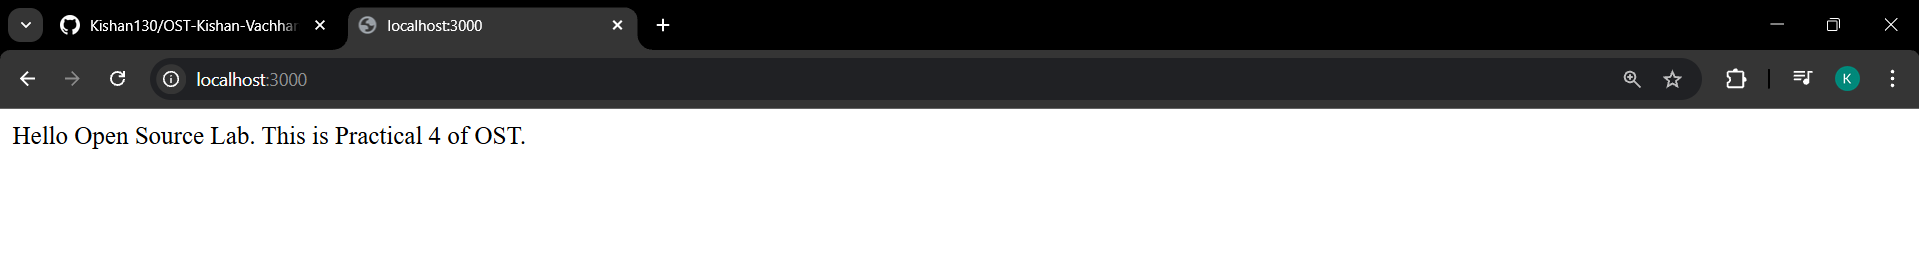 Kishan130/OST-Kishan-Vachhar
localhost:3000
localhost:3000
K
Hello Open Source Lab. This is Practical 4 of OST.